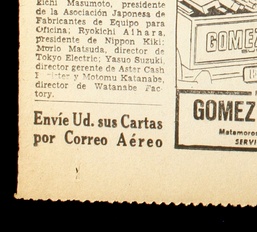 Eichi Masumoto, presidente
de la Asociación Japonesa de
Fabricantes de Equipo para
Oficina; Ryokichi Aihara,
presidente de Nippon Kiki;
Morio Matsuda, director de
Tokyo Electric; Yasuo Suzuki,
director gerente de Aster Cash
y Motomu Katanabe,
director de Watanabe Fac-
tory.
Envíe Ud. sus Cartas
por Correo Aéreo
GOMEZ
GOMEZ
Matamoros
SERVI